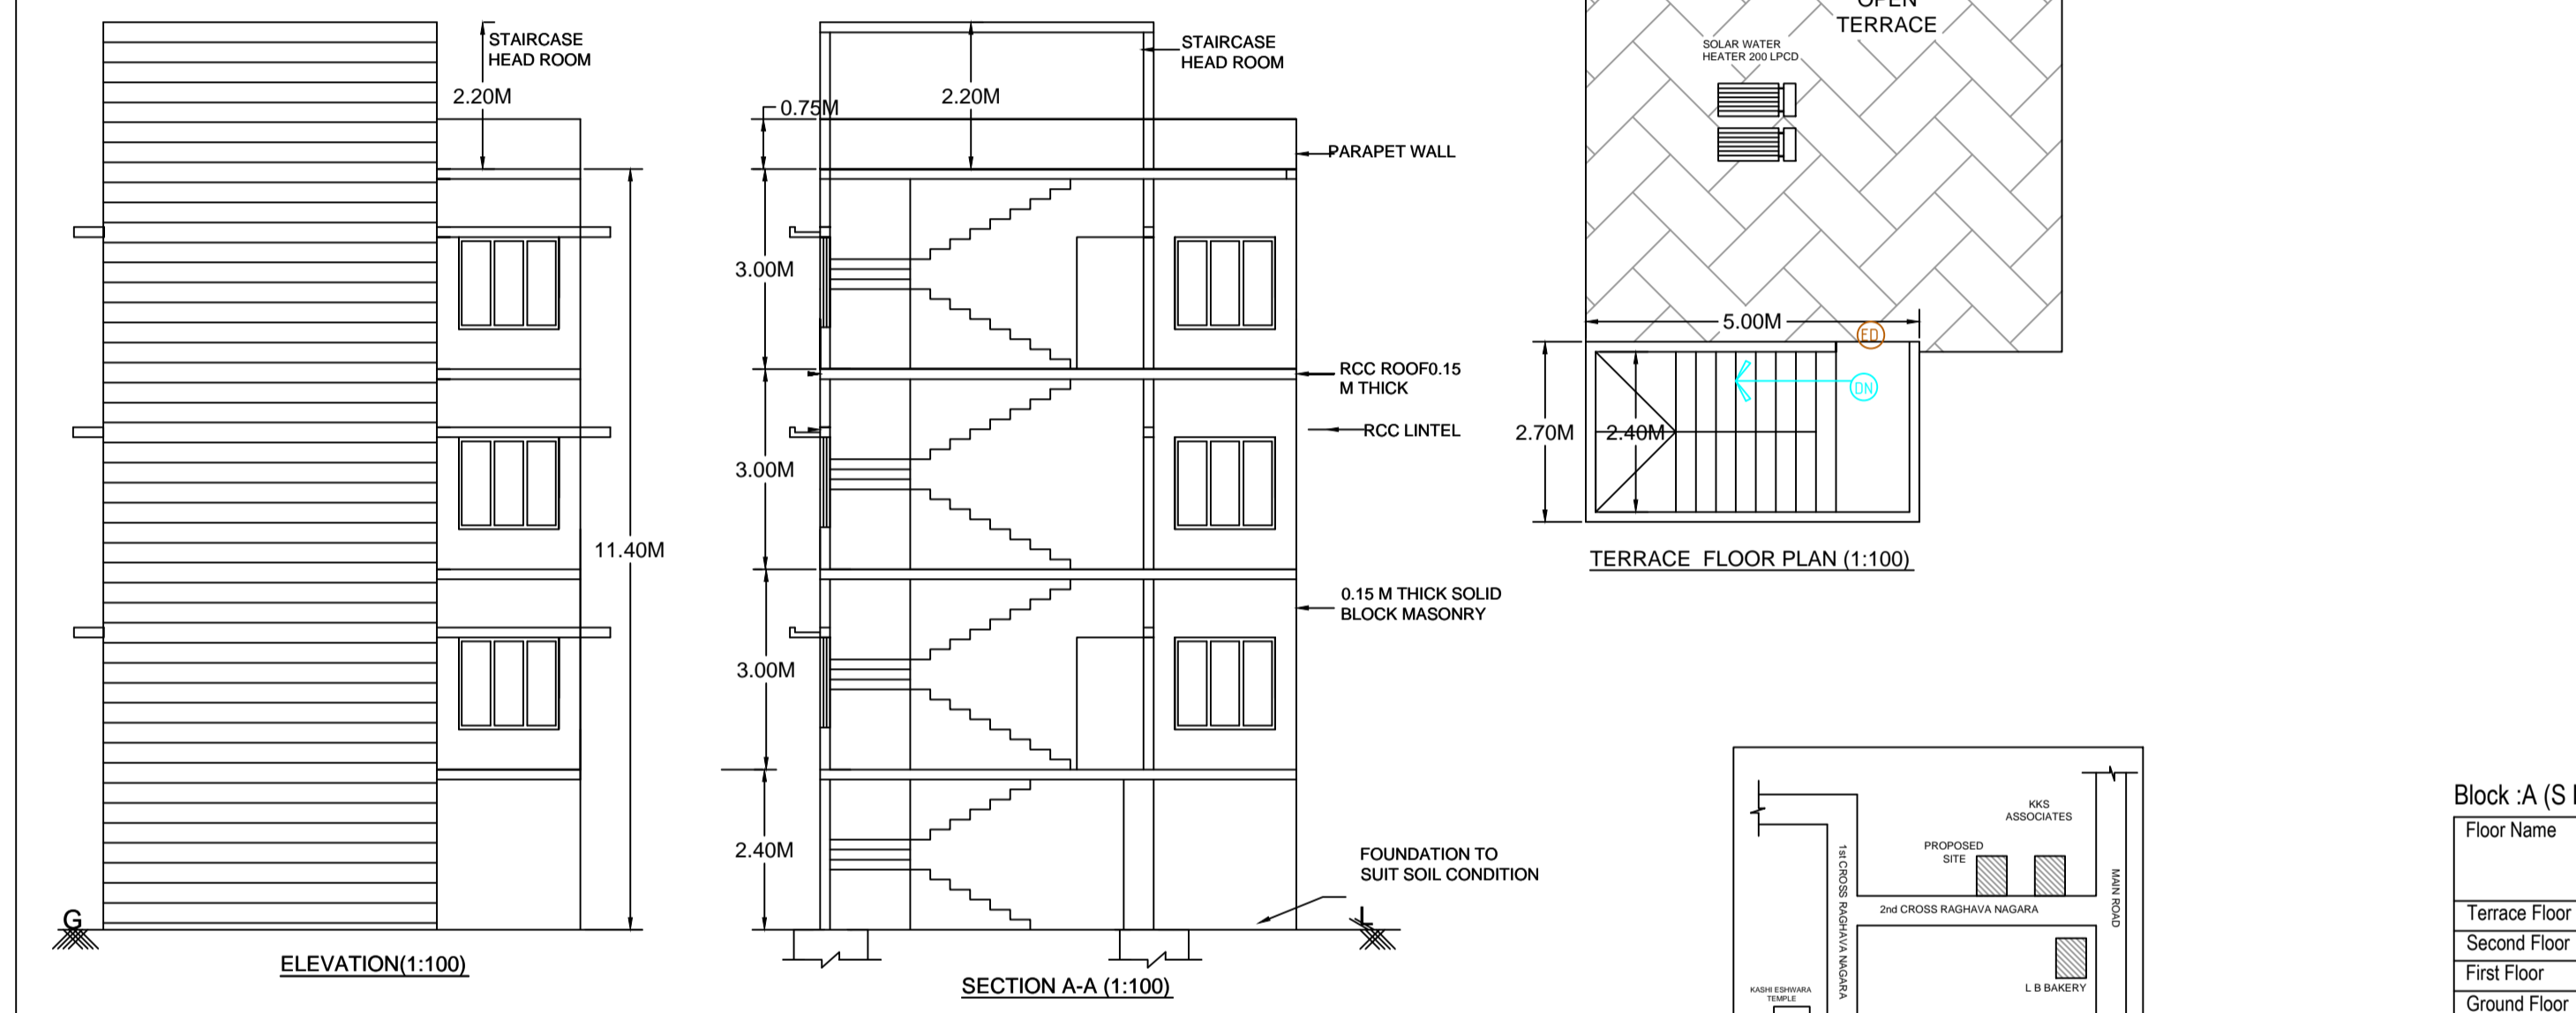 STAIRCASE
HEAD ROOM
2.20M
11.40M
G
ELEVATION(1:100)
STAIRCASE
HEAD ROOM
2.20M
0.75M
PARAPET WALL
3.00M
RCC ROOF0.15
M THICK
RCC LINTEL
3.00M
0.15 M THICK SOLID
BLOCK MASONRY
3.00M
2.40M
FOUNDATION TO
SUIT SOIL CONDITION
L
SECTION A-A (1:100)
OPEN
TERRACE
SOLAR WATER
HEATER 200 LPCD
5.00M
ED
DN
2.70M
2.40M
TERRACE FLOOR PLAN (1:100)
KKS
ASSOCIATES
PROPOSED
SITE
1st CROSS RAGHAVA NAGARA
MAIN ROAD
2nd CROSS RAGHAVA NAGARA
L B BAKERY
KASHI ESHWARA
TEMPLE
Block :A (S
Floor Name
Terrace Floor
Second Floor
First Floor
Ground Floor